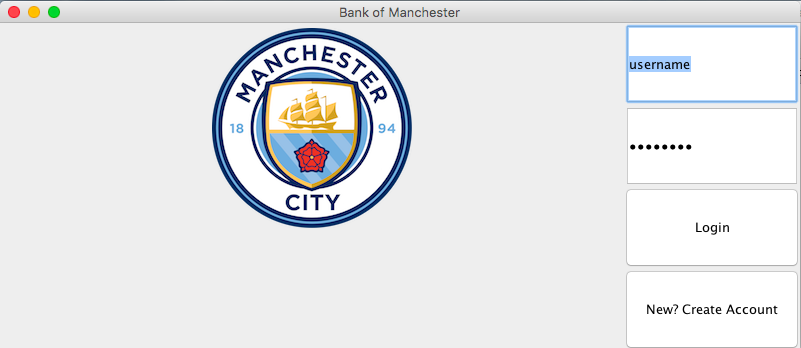 Bank of Manchester
MANCHESTER
18 94
CITY
username
••••••••
Login
New? Create Account